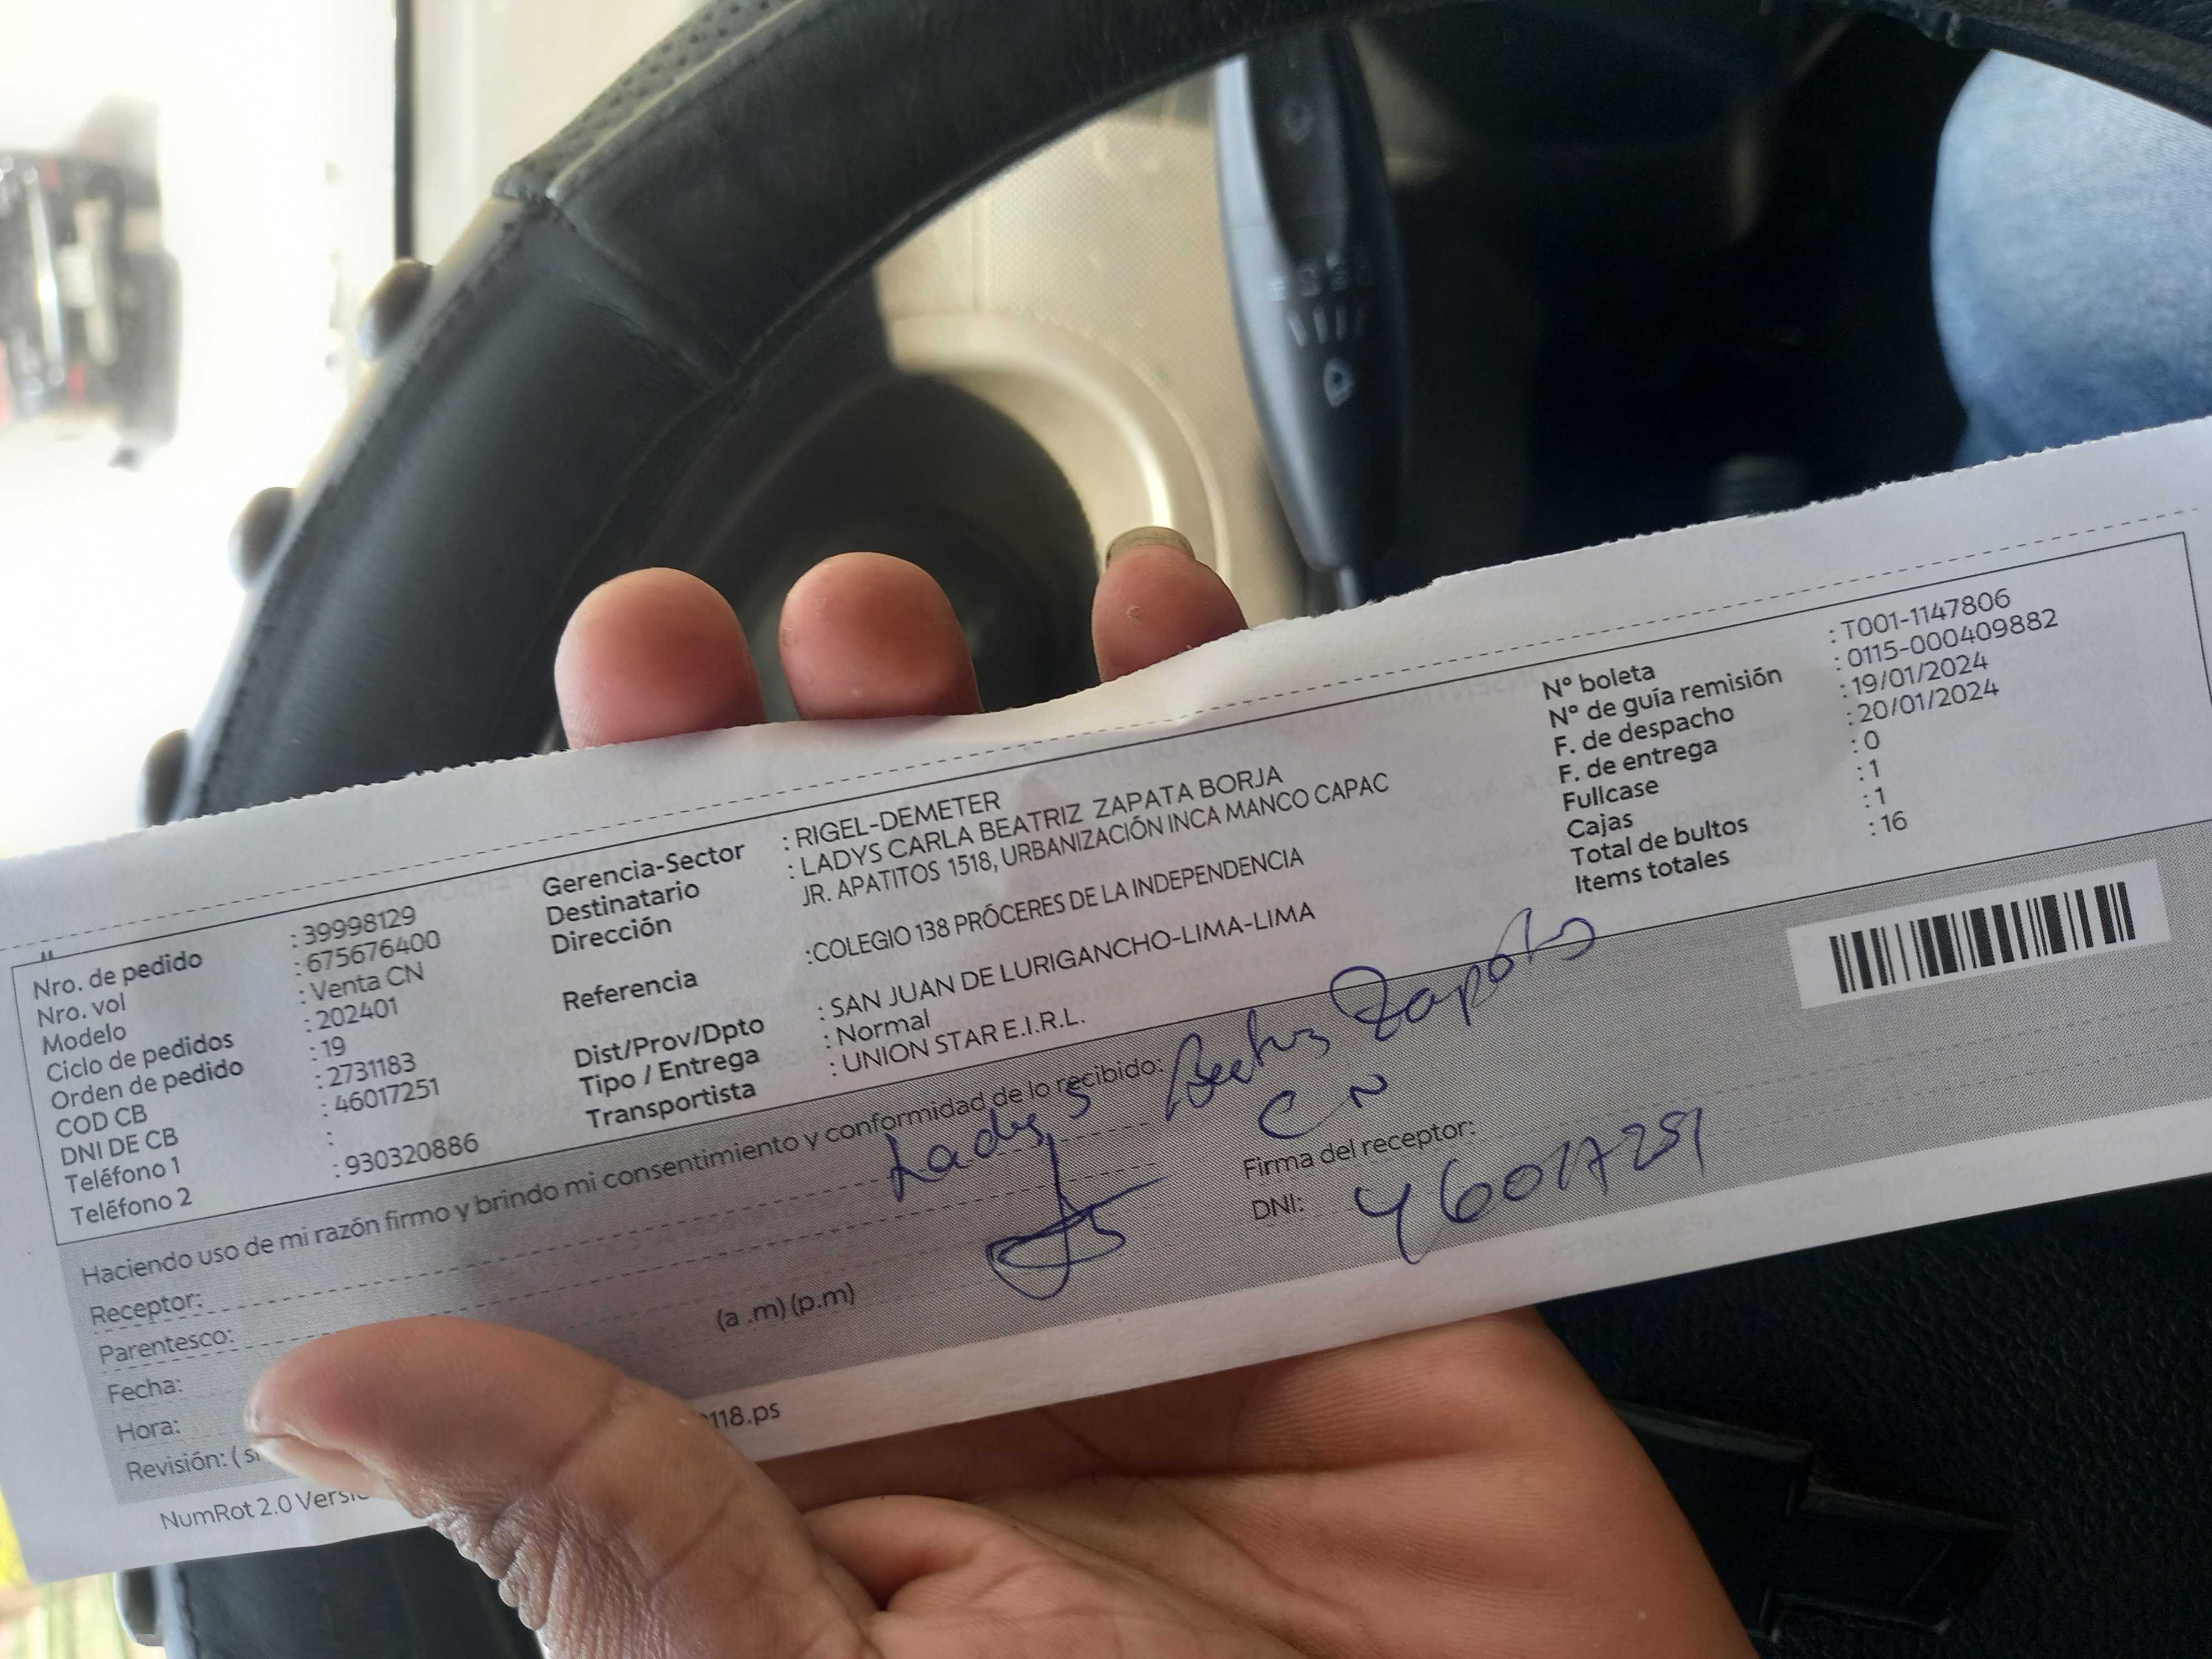 Nro. de pedido : 39998129
Nro. vol : 675676400
Modelo : Venta CN
Ciclo de pedidos : 202401
Orden de pedido : 19
COD CB : 2731183
DNI DE CB : 46017251
Teléfono 1 :
Teléfono 2 : 930320886
Gerencia-Sector : RIGEL-DEMETER
Destinatario : LADYS CARLA BEATRIZ ZAPATA BORJA
Dirección JR. APATITOS 1518, URBANIZACIÓN INCA MANCO CAPAC
Referencia :COLEGIO 138 PRÓCERES DE LA INDEPENDENCIA
Dist/Prov/Dpto : SAN JUAN DE LURIGANCHO-LIMA-LIMA
Tipo / Entrega : Normal
Transportista : UNION STAR E.I.R.L.
N° boleta : T001-1147806
N° de guía remisión : 0115-000409882
F. de despacho : 19/01/2024
F. de entrega : 20/01/2024
Fullcase : 0
Cajas : 1
Total de bultos : 1
Items totales : 16
Haciendo uso de mi razón firmo y brindo mi consentimiento y conformidad de lo recibido:
Receptor: Ladys Zapata
Parentesco: CN
Fecha:
Hora: (a .m) (p.m)
Firma del receptor:
DNI: 46017251
Revisión: (
NumRot 2.0 118.ps